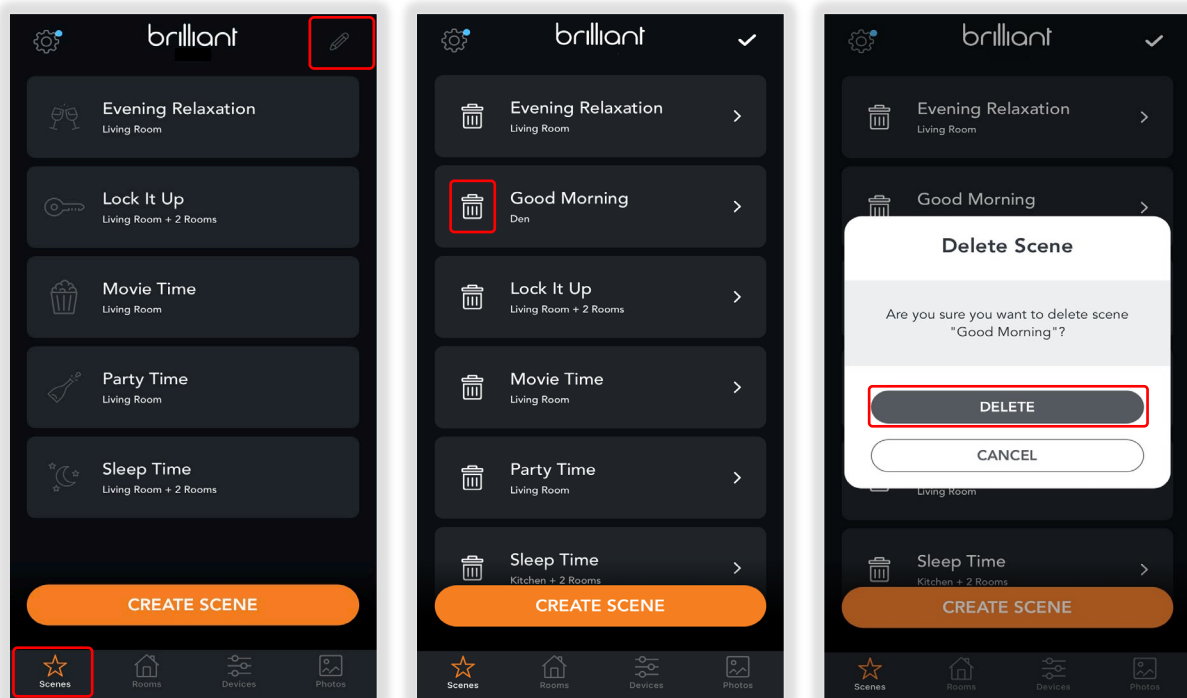 brilliant
Evening Relaxation
Living Room
Lock It Up
Living Room + 2 Rooms
Movie Time
Living Room
Party Time
Living Room
Sleep Time
Living Room + 2 Rooms
CREATE SCENE
Scenes
Rooms
Devices
Photos
brilliant
Evening Relaxation
Living Room
Good Morning
Den
Lock It Up
Living Room + 2 Rooms
Movie Time
Living Room
Party Time
Living Room
Sleep Time
Kitchen + 2 Rooms
CREATE SCENE
Scenes
Rooms
Devices
Photos
brilliant
Evening Relaxation
Living Room
Good Morning
Delete Scene
Are you sure you want to delete scene
"Good Morning"?
DELETE
CANCEL
Living Room
Sleep Time
Kitchen + 2 Rooms
CREATE SCENE
Scenes
Rooms
Devices
Photos